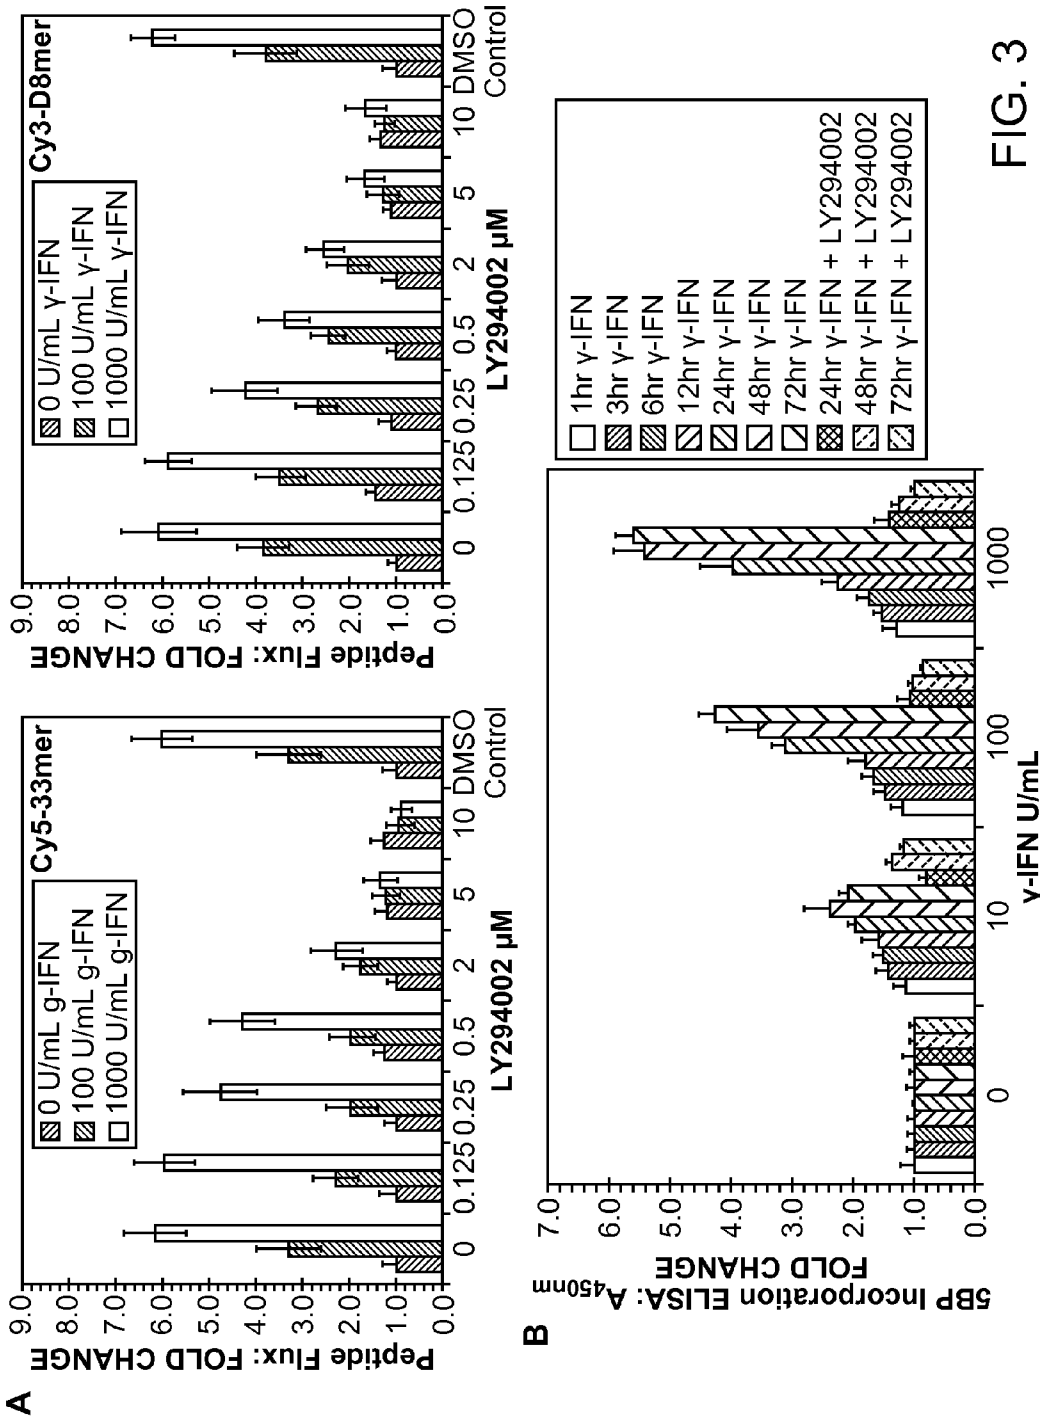 A
Cy5-33mer
0 U/mL g-IFN
100 U/mL g-IFN
1000 U/mL g-IFN
Peptide Flux: FOLD CHANGE
9.0
8.0
7.0
6.0
5.0
4.0
3.0
2.0
1.0
0.0
0 0.125 0.25 0.5 2 5 10 DMSO
Control
LY294002 µM
Cy3-D8mer
0 U/mL γ-IFN
100 U/mL γ-IFN
1000 U/mL γ-IFN
Peptide Flux: FOLD CHANGE
9.0
8.0
7.0
6.0
5.0
4.0
3.0
2.0
1.0
0.0
0 0.125 0.25 0.5 2 5 10 DMSO
Control
LY294002 µM
B
5BP Incorporation ELISA: A450nm
FOLD CHANGE
7.0
6.0
5.0
4.0
3.0
2.0
1.0
0.0
0 10 100 1000
γ-IFN U/mL
1hr γ-IFN
3hr γ-IFN
6hr γ-IFN
12hr γ-IFN
24hr γ-IFN
48hr γ-IFN
72hr γ-IFN
24hr γ-IFN + LY294002
48hr γ-IFN + LY294002
72hr γ-IFN + LY294002
FIG. 3